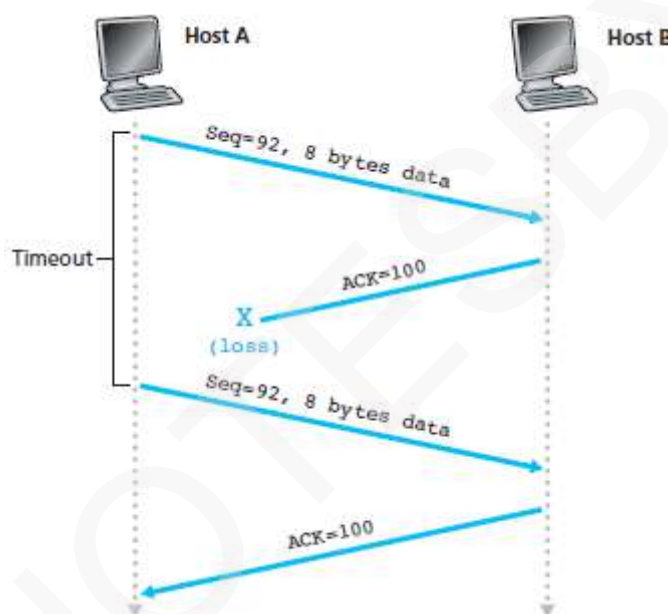 Host A
Host B
Seq=92, 8 bytes data
ACK=100
Timeout
X
(loss)
Seq=92, 8 bytes data
ACK=100